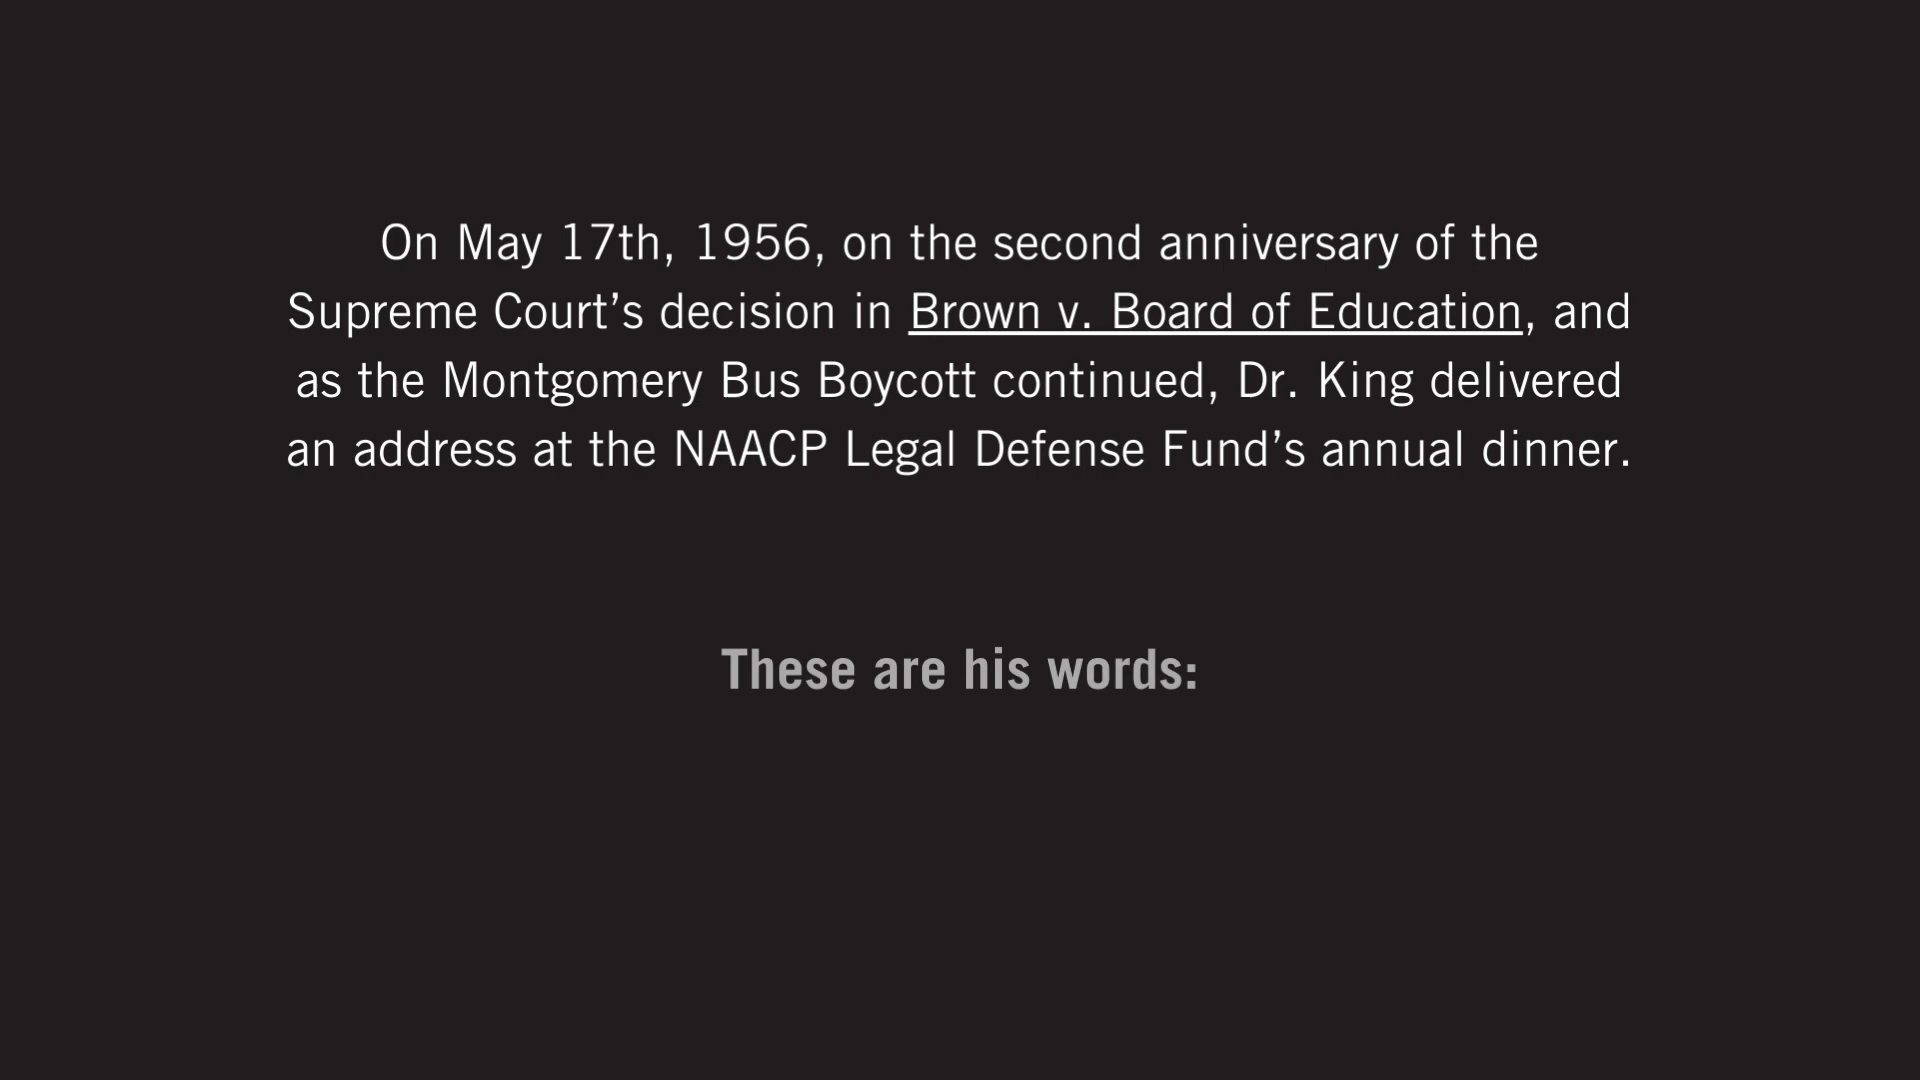 On May 17th, 1956, on the second anniversary of the
Supreme Court’s decision in Brown v. Board of Education, and
as the Montgomery Bus Boycott continued, Dr. King delivered
an address at the NAACP Legal Defense Fund’s annual dinner.
These are his words: